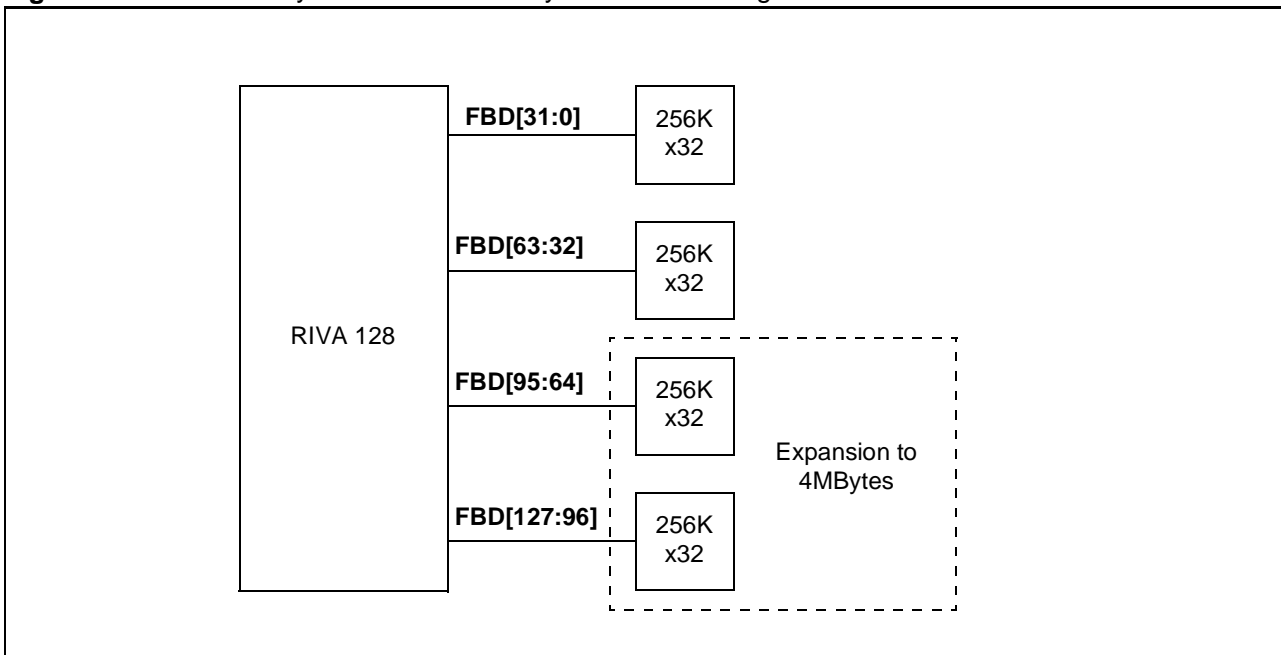 FBD[31:0]
256K
x32
FBD[63:32]
256K
x32
RIVA 128
FBD[95:64]
256K
x32
Expansion to
4MBytes
FBD[127:96]
256K
x32